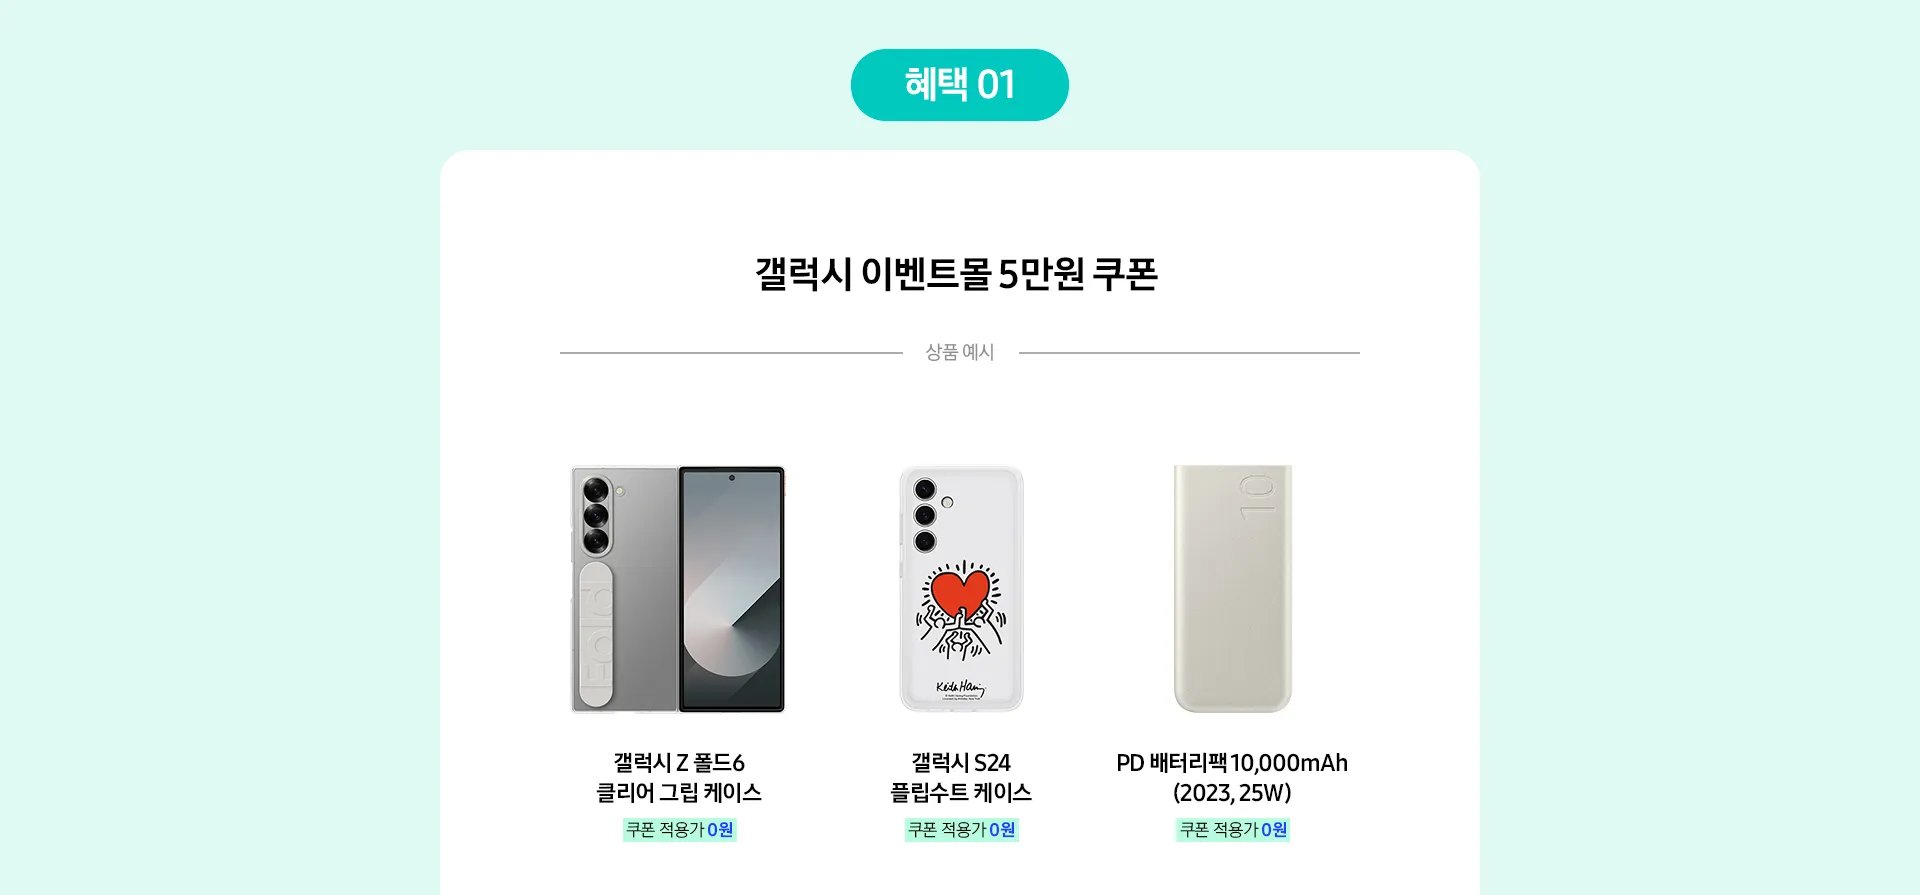 혜택 01
갤럭시 이벤트몰 5만원 쿠폰
상품 예시
Fold
Keith Haring
10
갤럭시 Z 폴드6
클리어 그립 케이스
쿠폰 적용가 0원
갤럭시 S24
플립수트 케이스
쿠폰 적용가 0원
PD 배터리팩 10,000mAh
(2023, 25W)
쿠폰 적용가 0원